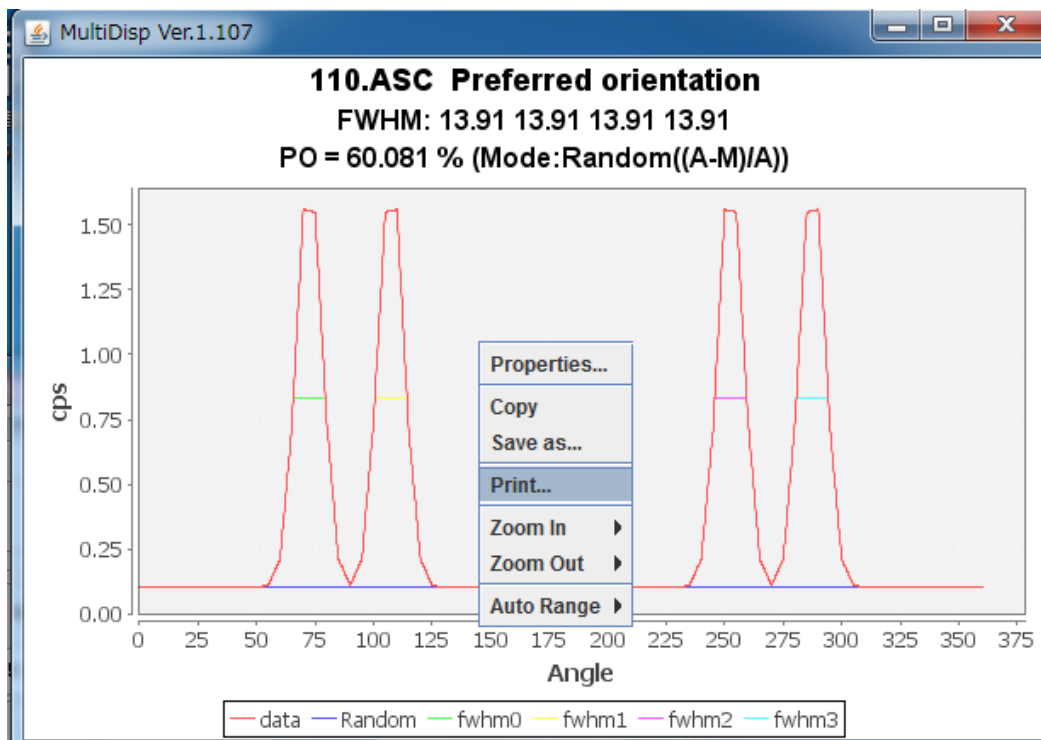 MultiDisp Ver.1.107
110.ASC Preferred orientation
FWHM: 13.91 13.91 13.91 13.91
PO = 60.081 % (Mode:Random((A-M)/A))
1.50
1.25
1.00
0.75
0.50
0.25
0.00
cps
Properties...
Copy
Save as...
Print...
Zoom In
Zoom Out
Auto Range
0 25 50 75 100 125 150 175 200 225 250 275 300 325 350 375
Angle
data Random fwhm0 fwhm1 fwhm2 fwhm3